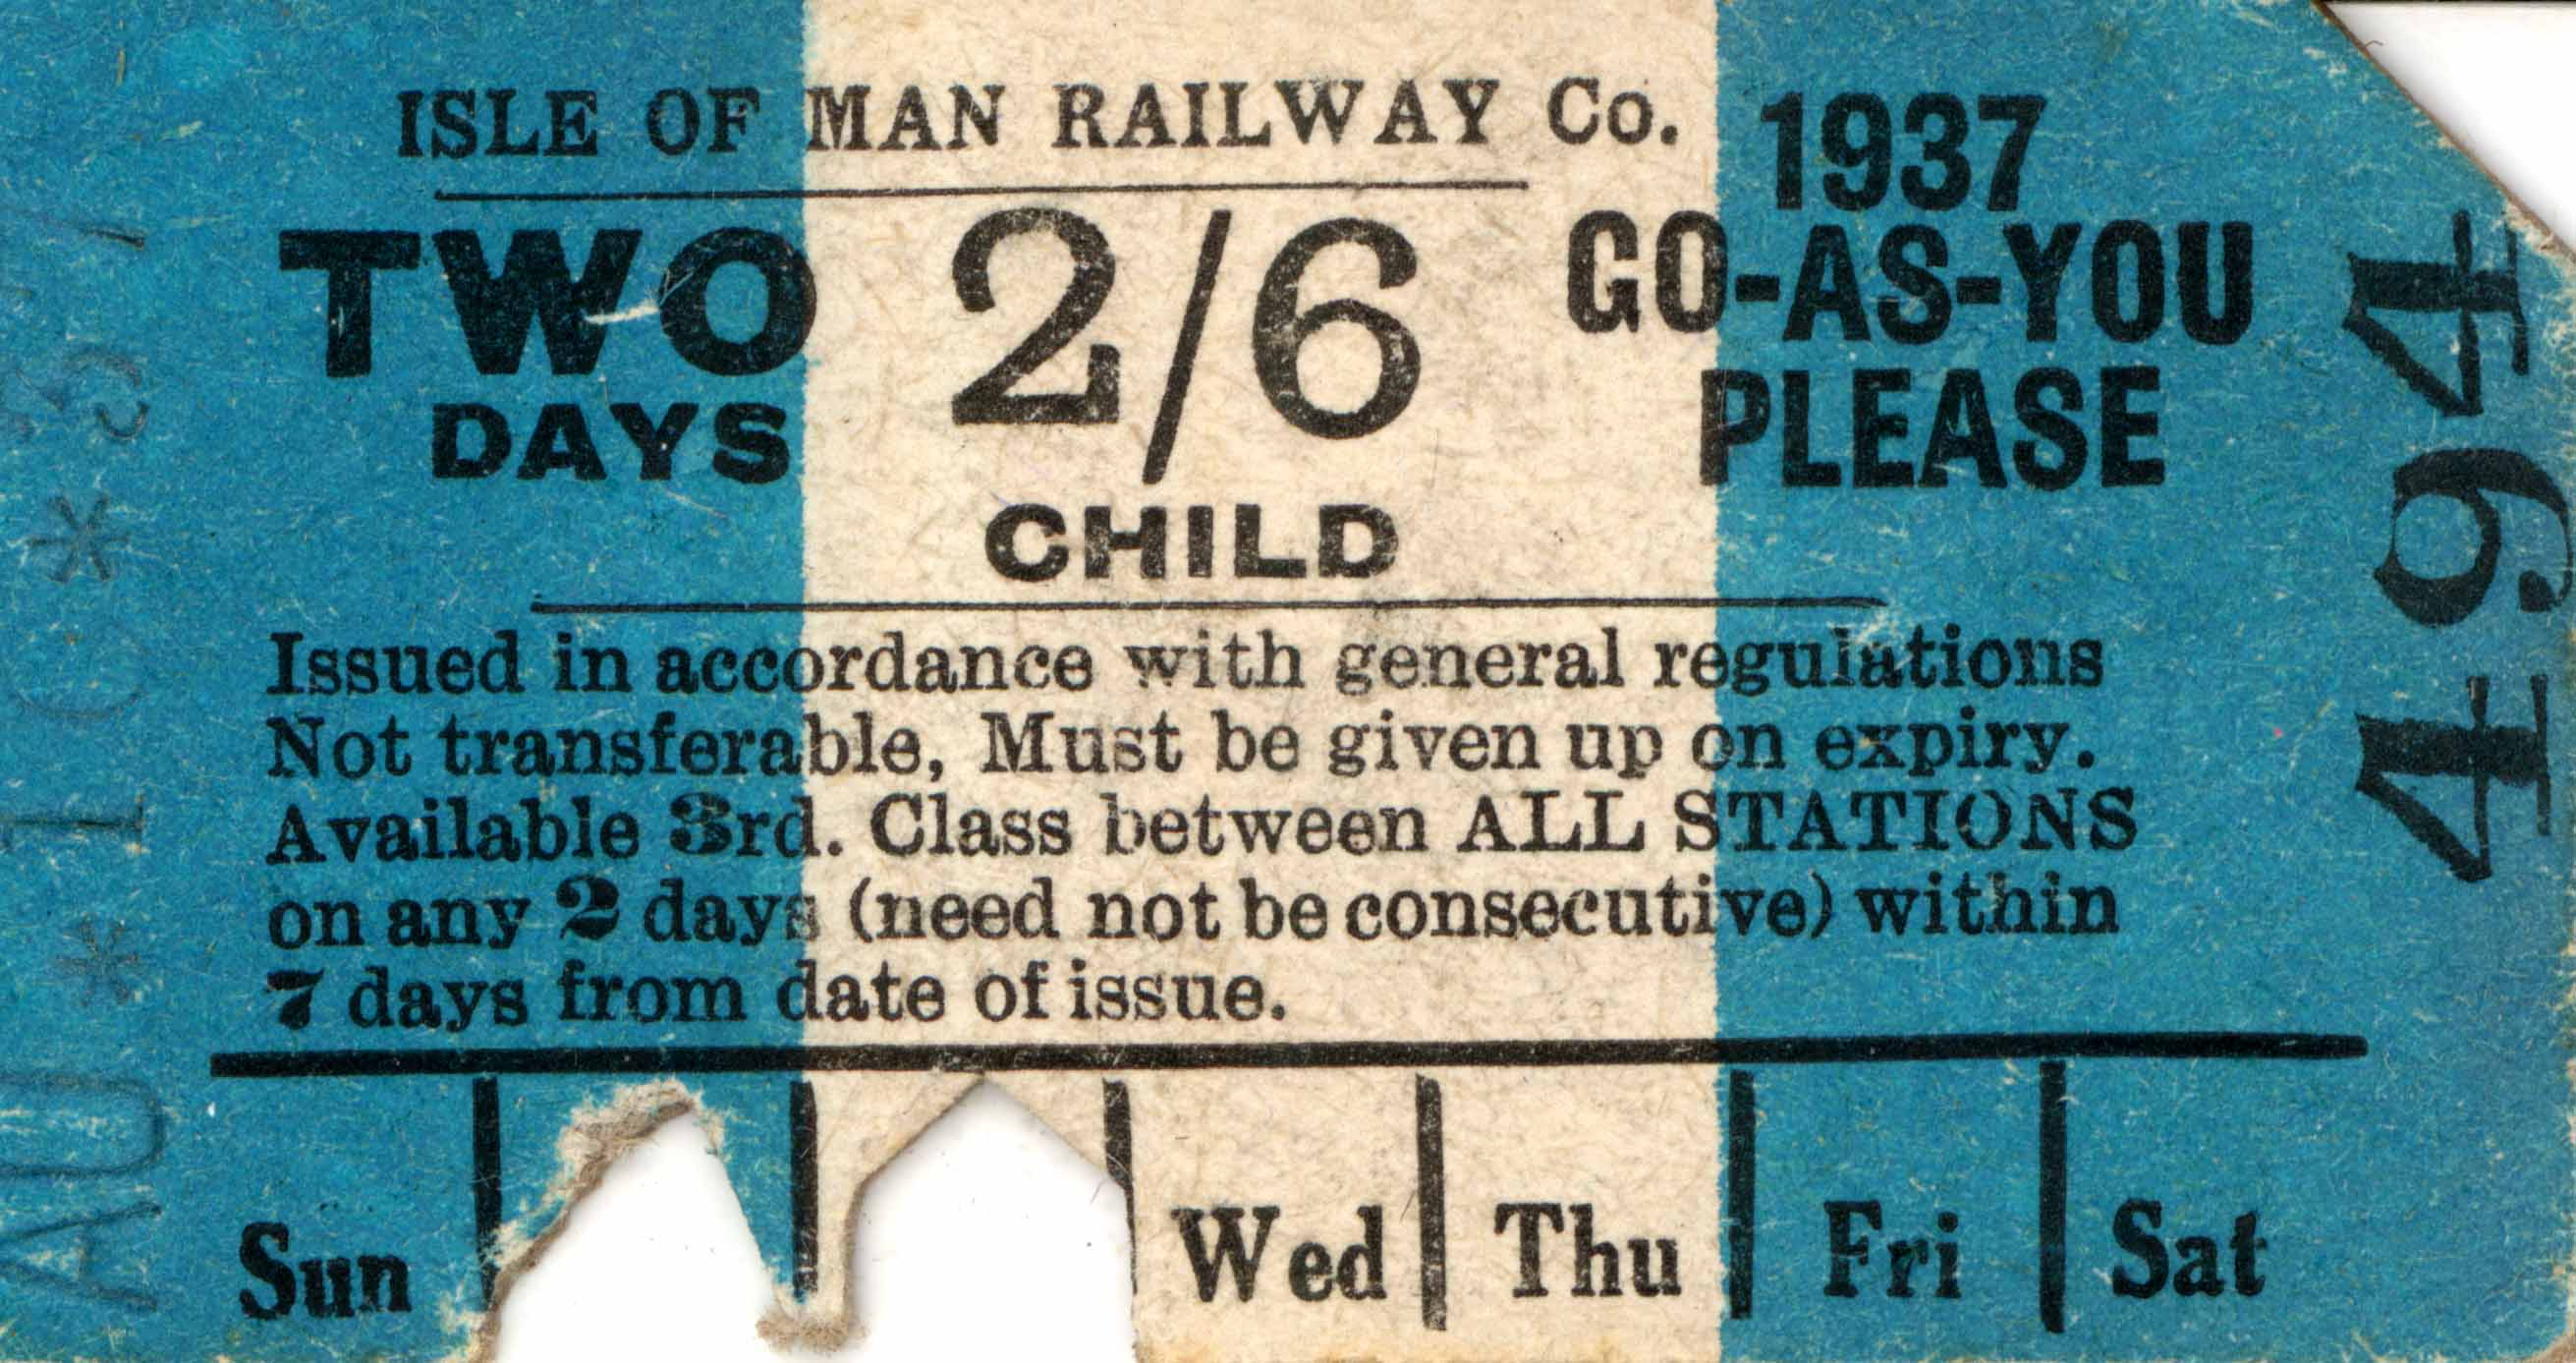 ISLE OF MAN RAILWAY Co.
TWO
DAYS
2/6
CHILD
1937
GO-AS-YOU
PLEASE
494
Issued in accordance with general regulations
Not transferable, Must be given up on expiry.
Available 3rd. Class between ALL STATIONS
on any 2 days (need not be consecutive) within
7 days from date of issue.
Sun
Wed
Thu
Fri
Sat